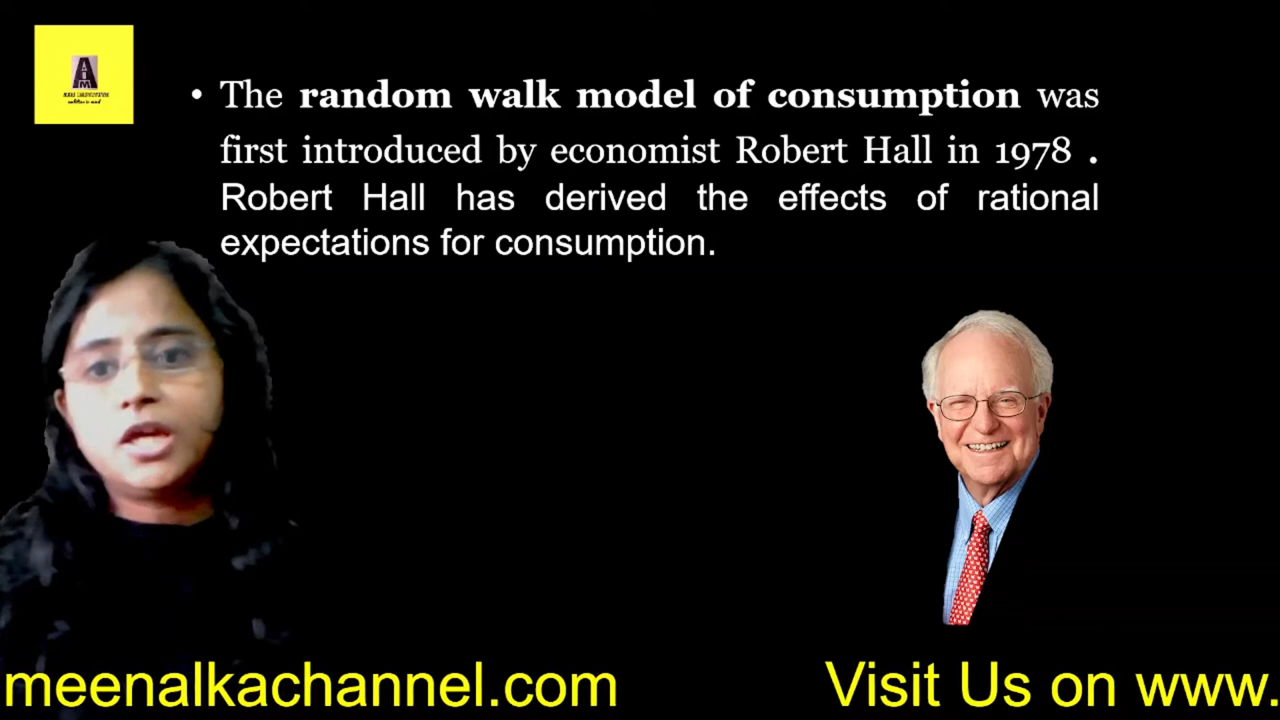 • The random walk model of consumption was
first introduced by economist Robert Hall in 1978 .
Robert Hall has derived the effects of rational
expectations for consumption.
meenalkachannel.com Visit Us on www.